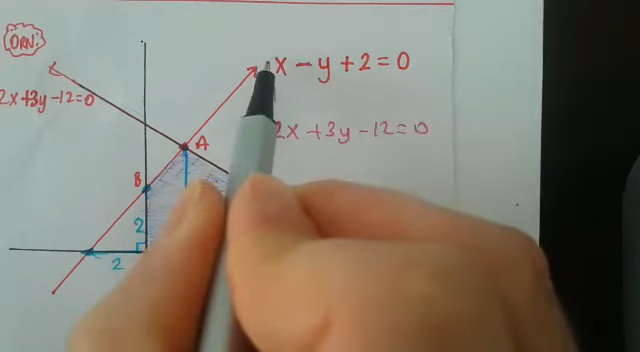 ÖRN:
x - y + 2 = 0
2x + 3y - 12 = 0
2x + 3y - 12 = 0
A
B
2
2